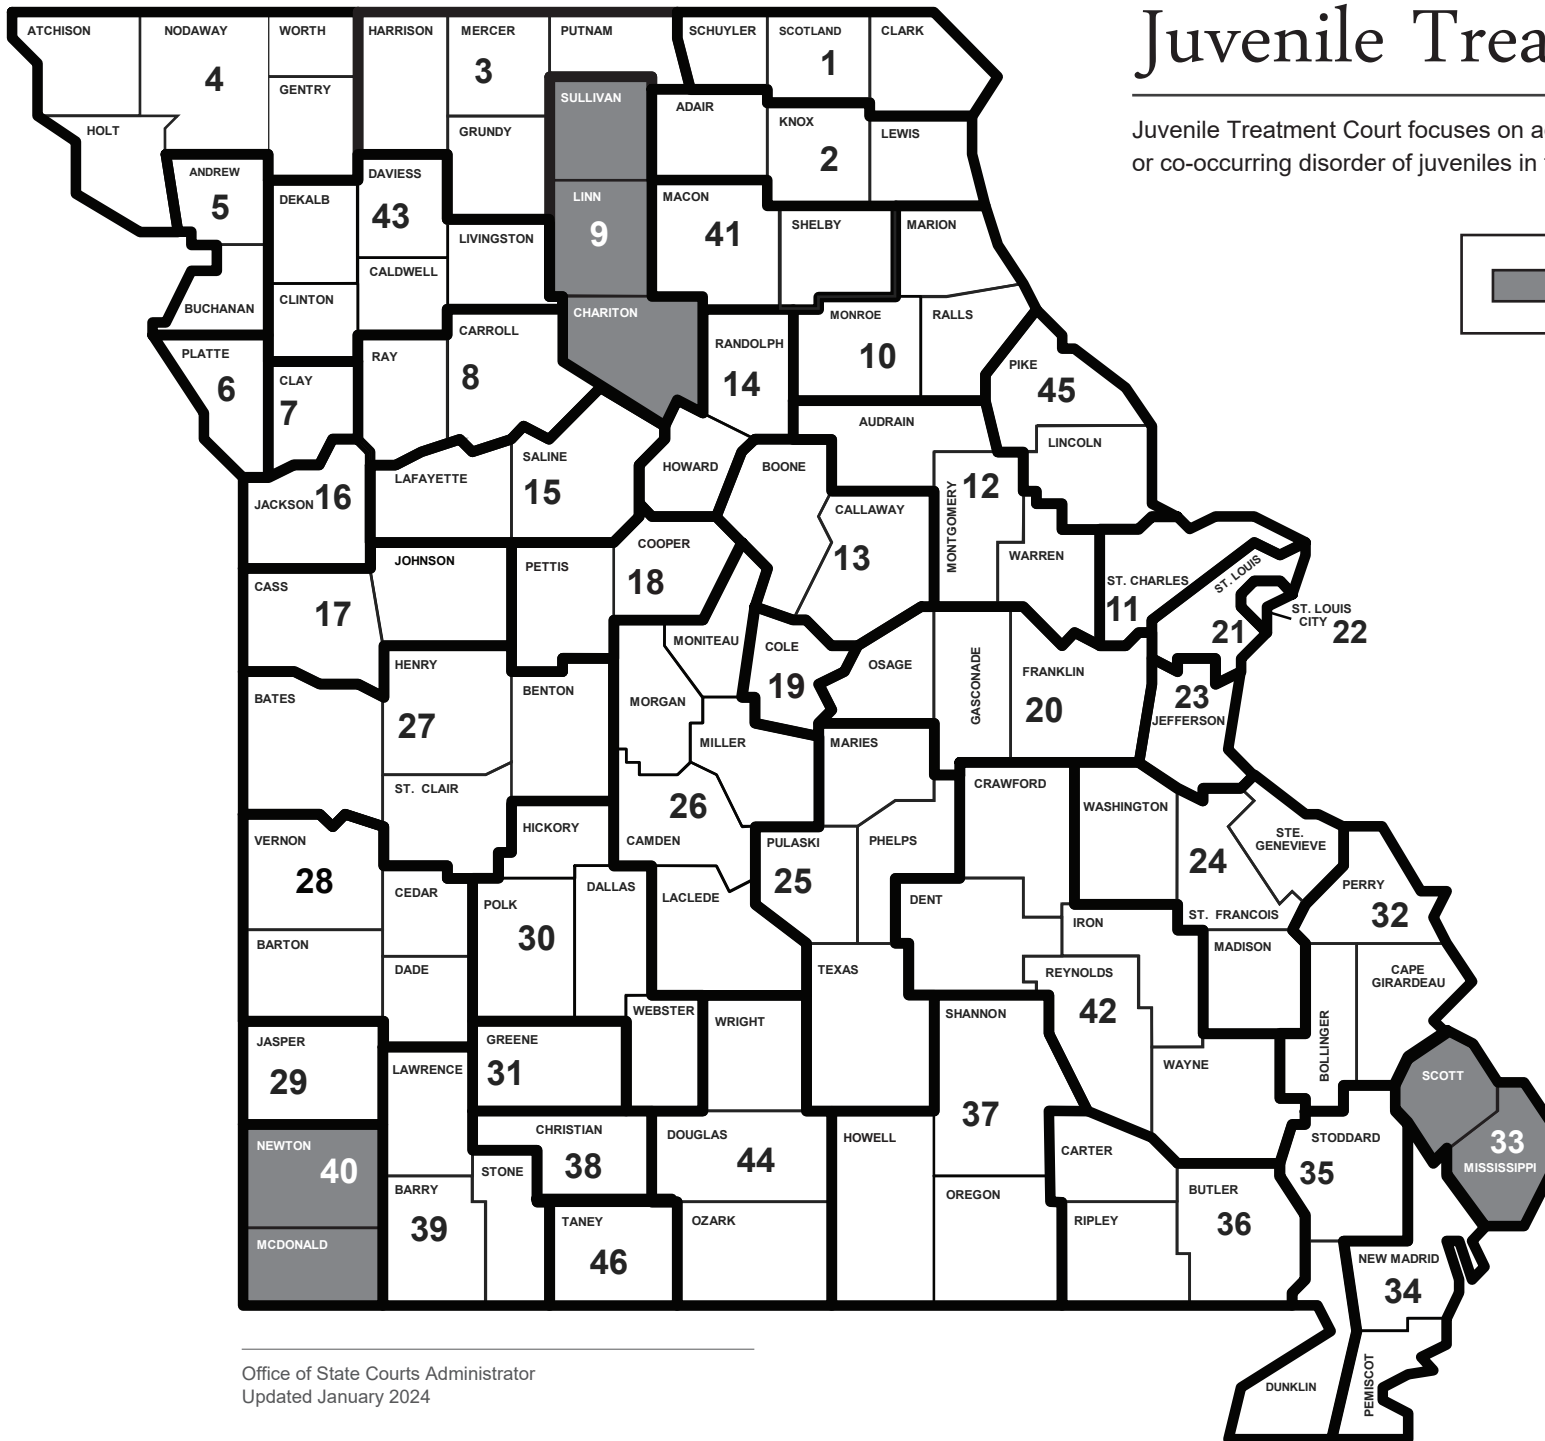 Juvenile Trea
Juvenile Treatment Court focuses on a
or co-occurring disorder of juveniles in
ATCHISON
NODAWAY
WORTH
HARRISON
MERCER
PUTNAM
SCHUYLER
SCOTLAND
CLARK
4
3
1
GENTRY
SULLIVAN
ADAIR
HOLT
GRUNDY
KNOX
LEWIS
2
ANDREW
5
DAVIESS
43
DEKALB
LINN
9
MACON
41
SHELBY
MARION
LIVINGSTON
CALDWELL
CLINTON
BUCHANAN
CHARITON
MONROE
RALLS
10
CARROLL
8
RANDOLPH
14
PLATTE
6
RAY
CLAY
7
PIKE
45
AUDRAIN
LINCOLN
SALINE
15
HOWARD
BOONE
LAFAYETTE
JACKSON 16
MONTGOMERY
12
CALLAWAY
13
WARREN
COOPER
18
JOHNSON
PETTIS
CASS
17
ST. CHARLES
11
ST. LOUIS
21
ST. LOUIS
CITY 22
MONITEAU
COLE
19
OSAGE
GASCONADE
FRANKLIN
20
HENRY
27
BENTON
BATES
MORGAN
23
JEFFERSON
MILLER
MARIES
ST. CLAIR
26
CAMDEN
CRAWFORD
WASHINGTON
HICKORY
VERNON
28
PULASKI
25
PHELPS
STE.
GENEVIEVE
24
CEDAR
DALLAS
POLK
30
LACLEDE
DENT
IRON
ST. FRANCOIS
PERRY
32
BARTON
DADE
TEXAS
MADISON
REYNOLDS
42
CAPE
GIRARDEAU
WEBSTER
WRIGHT
SHANNON
BOLLINGER
JASPER
29
GREENE
31
LAWRENCE
WAYNE
SCOTT
37
NEWTON
40
CHRISTIAN
38
DOUGLAS
44
HOWELL
CARTER
STODDARD
35
33
MISSISSIPPI
STONE
BARRY
39
OREGON
BUTLER
36
MCDONALD
TANEY
46
OZARK
RIPLEY
NEW MADRID
34
DUNKLIN
PEMISCOT
Office of State Courts Administrator
Updated January 2024